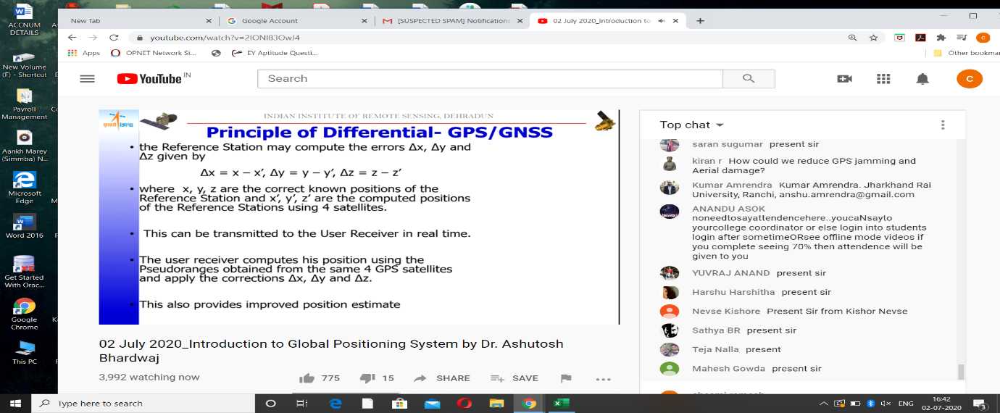 ACCNUM
DETAILS
New Volume
(F) - Shortcut
Payroll
Management
Aankh Marey
(Simmba) N...
Microsoft
Edge
Word 2016
Get Started
With Orac...
Google
Chrome
This PC
New Tab
Google Account
[SUSPECTED SPAM] Notifications
02 July 2020_Introduction to
youtube.com/watch?v=2IONI83OwJ4
Apps
OPNET Network Si...
EY Aptitude Questi...
Other bookmar
YouTube IN
Search
C
INDIAN INSTITUTE OF REMOTE SENSING, DEHRADUN
इसरो isro
Principle of Differential- GPS/GNSS
• the Reference Station may compute the errors Δx, Δy and
Δz given by
Δx = x – x′, Δy = y – y′, Δz = z – z′
• where x, y, z are the correct known positions of the
Reference Station and x′, y′, z′ are the computed positions
of the Reference Stations using 4 satellites.
• This can be transmitted to the User Receiver in real time.
• The user receiver computes his position using the
Pseudoranges obtained from the same 4 GPS satellites
and apply the corrections Δx, Δy and Δz.
• This also provides improved position estimate
02 July 2020_Introduction to Global Positioning System by Dr. Ashutosh
Bhardwaj
3,992 watching now
775
15
SHARE
SAVE
Top chat
saran sugumar present sir
kiran r How could we reduce GPS jamming and
Aerial damage?
Kumar Amrendra Kumar Amrendra. Jharkhand Rai
University, Ranchi, anshu.amrendra@gmail.com
ANANDU ASOK
noneedtosayattendencehere..youcaNsayto
yourcollege coordinator or else login into students
login after sometimeORsee offline mode videos if
you complete seeing 70% then attendence will be
given to you
YUVRAJ ANAND present sir
Harshu Harshitha present sir
Nevse Kishore Present Sir from Kishor Nevse
Sathya BR present sir
Teja Nalla present
Mahesh Gowda present sir
Type here to search
ENG
16:42
02-07-2020
3